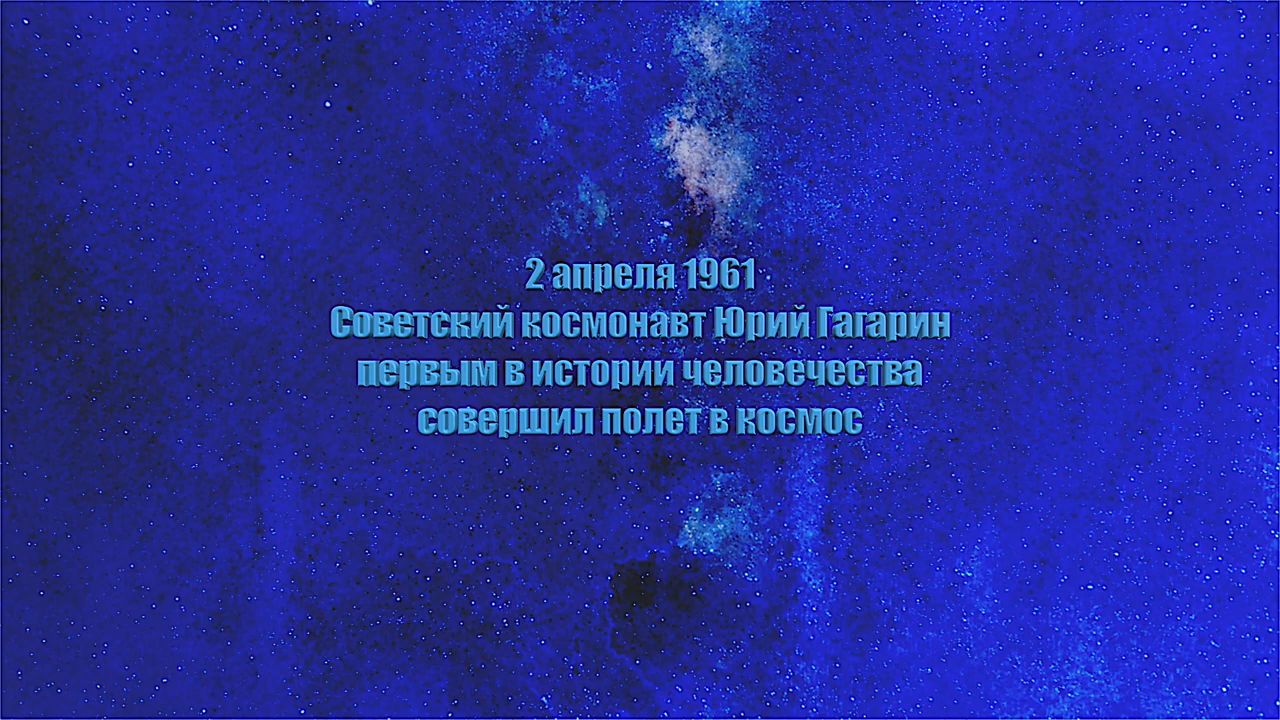 2 апреля 1961
Советский космонавт Юрий Гагарин
первым в истории человечества
совершил полет в космос